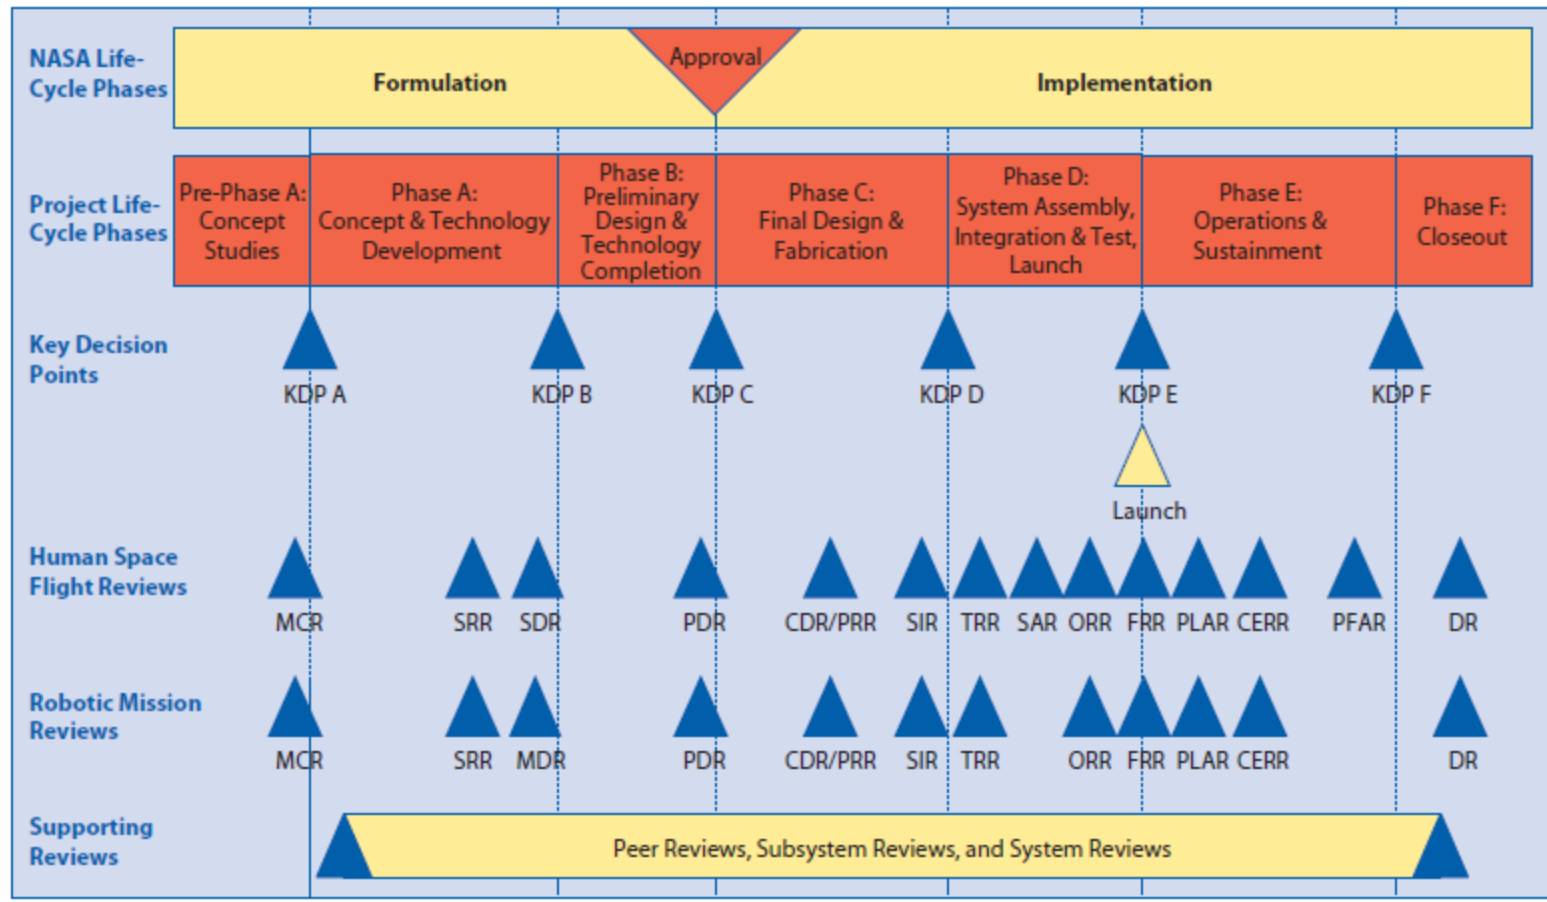 NASA Life-
Cycle Phases
Formulation
Approval
Implementation
Project Life-
Cycle Phases
Pre-Phase A:
Concept
Studies
Phase A:
Concept & Technology
Development
Phase B:
Preliminary
Design &
Technology
Completion
Phase C:
Final Design &
Fabrication
Phase D:
System Assembly,
Integration & Test,
Launch
Phase E:
Operations &
Sustainment
Phase F:
Closeout
Key Decision
Points
KDP A
KDP B
KDP C
KDP D
KDP E
KDP F
Launch
Human Space
Flight Reviews
MCR
SRR
SDR
PDR
CDR/PRR
SIR
TRR
SAR
ORR
FRR
PLAR
CERR
PFAR
DR
Robotic Mission
Reviews
MCR
SRR
MDR
PDR
CDR/PRR
SIR
TRR
ORR
FRR
PLAR
CERR
DR
Supporting
Reviews
Peer Reviews, Subsystem Reviews, and System Reviews